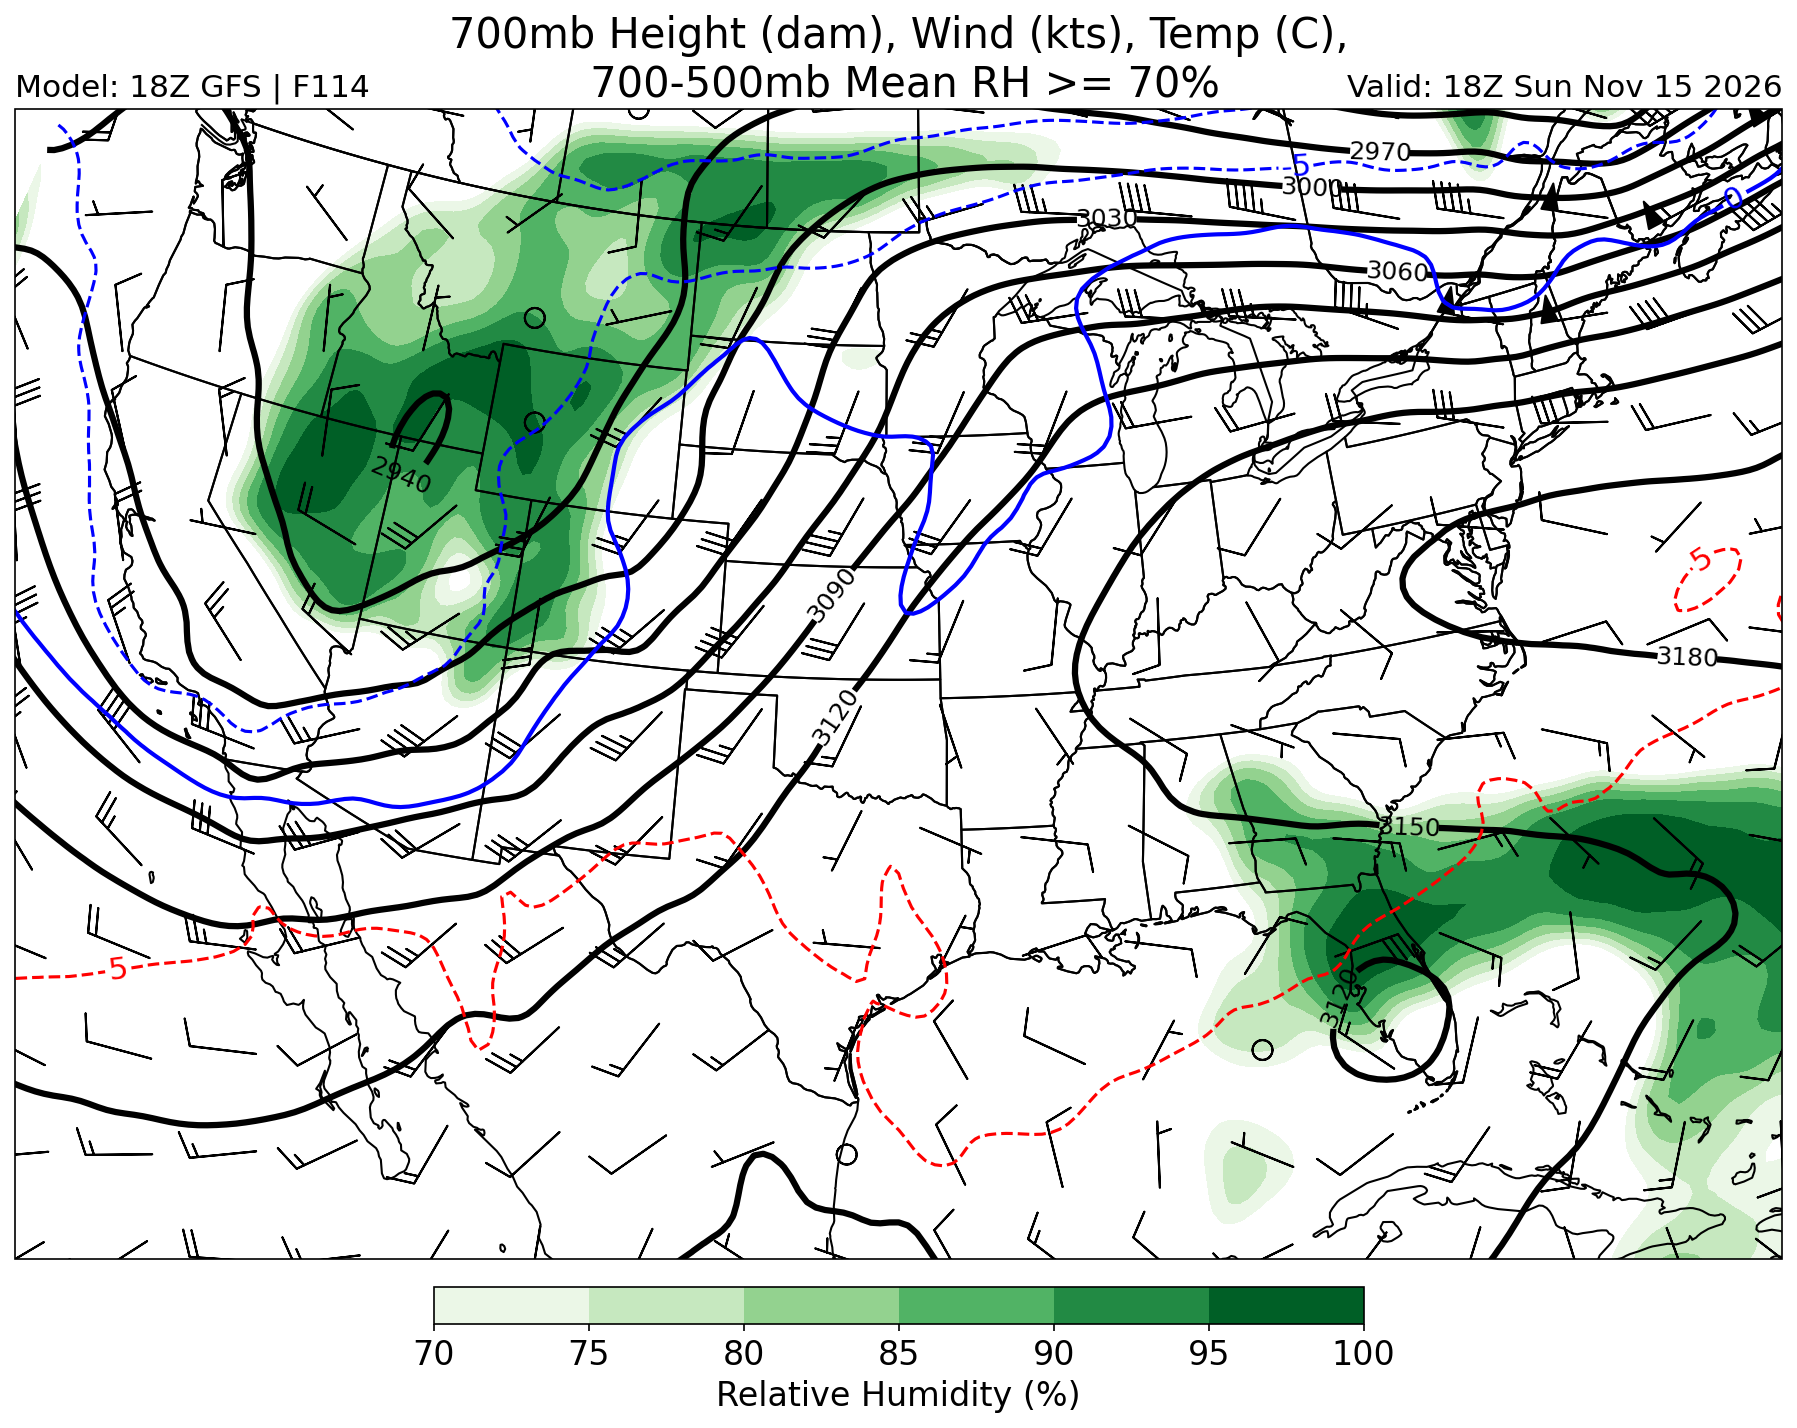 700mb Height (dam), Wind (kts), Temp (C),
700-500mb Mean RH >= 70%
Model: 18Z GFS | F114
Valid: 18Z Sun Nov 15 2026
2970
5
3000
0
3030
3060
2940
5
3090
3180
3120
3150
5
3120
70 75 80 85 90 95 100
Relative Humidity (%)